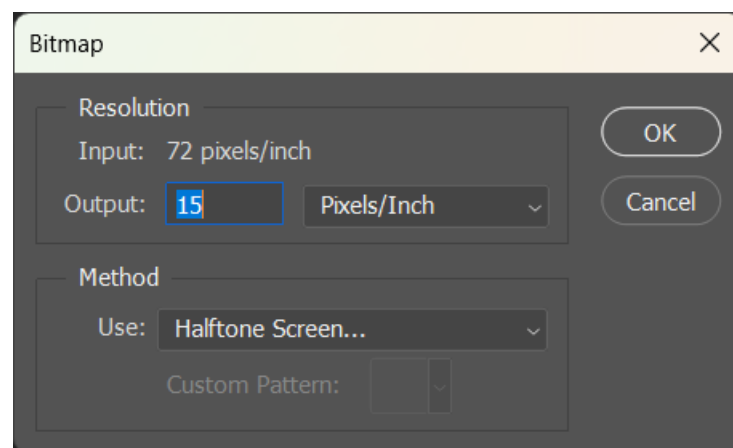 Bitmap
Resolution
Input: 72 pixels/inch
Output: 15 Pixels/Inch
Method
Use: Halftone Screen...
Custom Pattern:
OK
Cancel